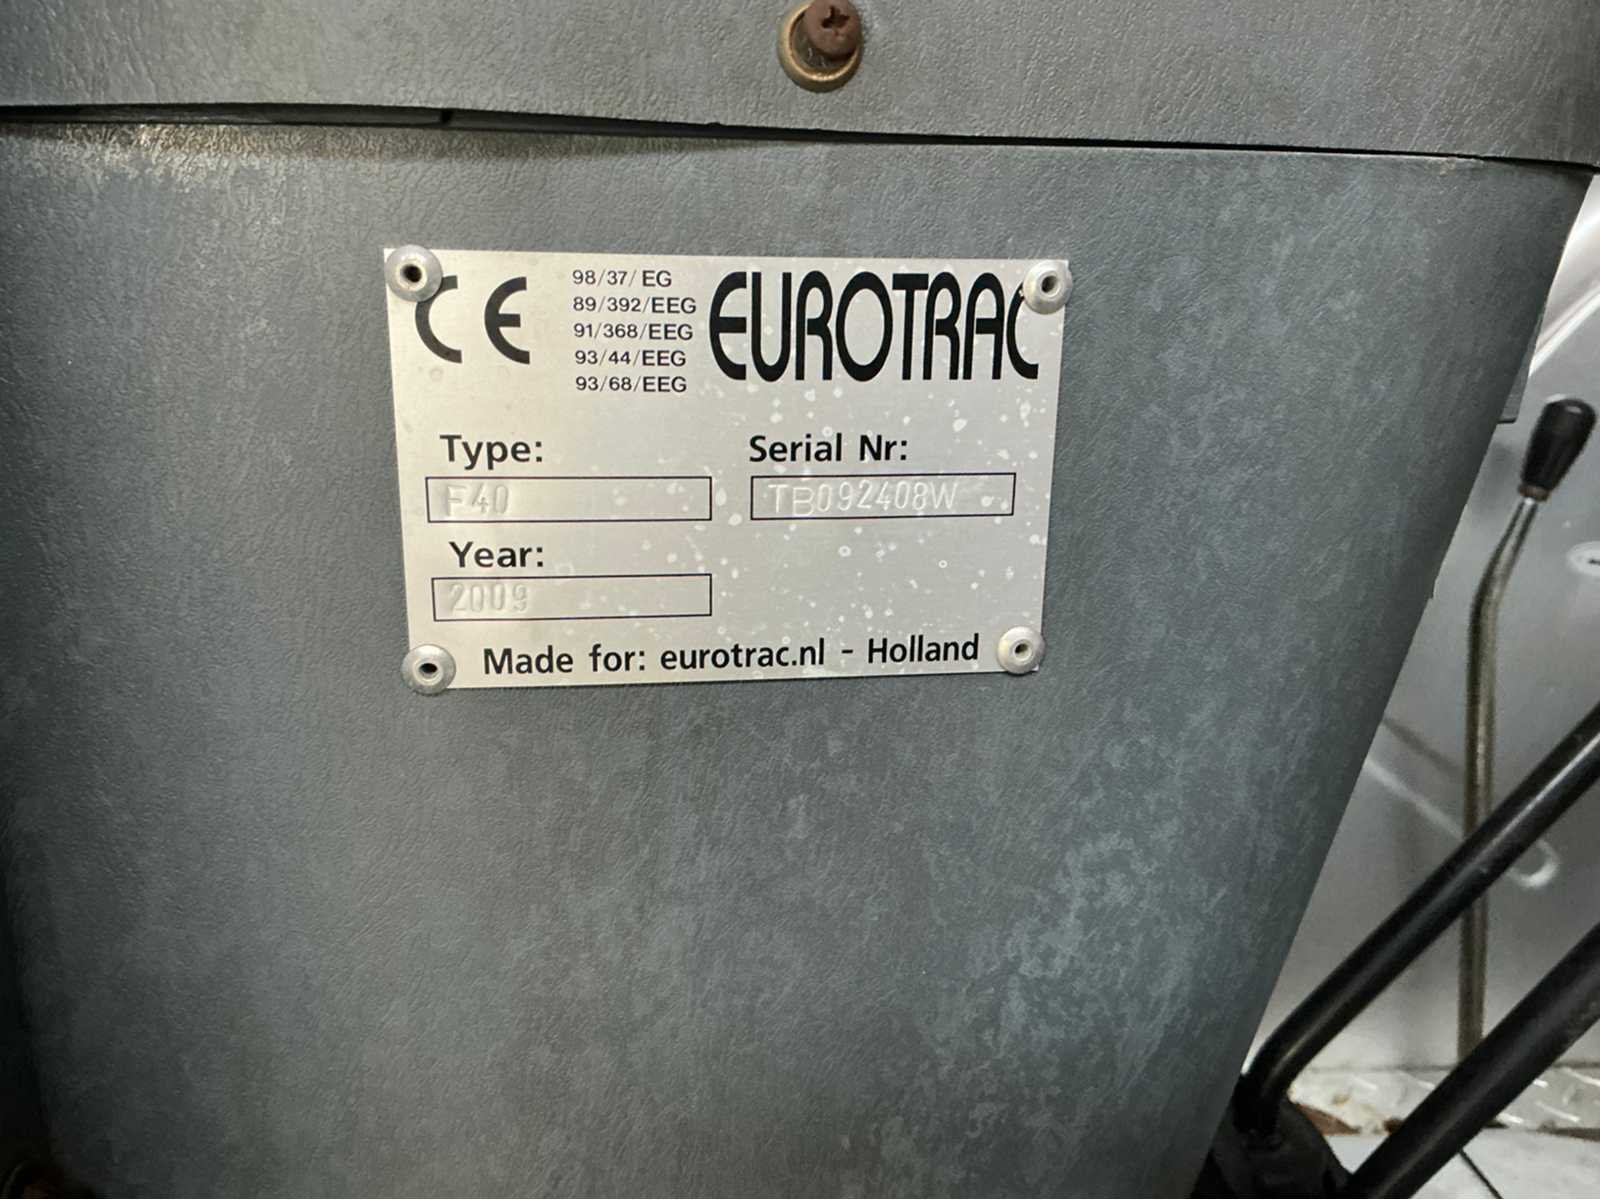 CE
98/37/EG
89/392/EEG
91/368/EEG
93/44/EEG
93/68/EEG
EUROTRAC
Type:
F40
Serial Nr:
TB092408W
Year:
2009
Made for: eurotrac.nl - Holland